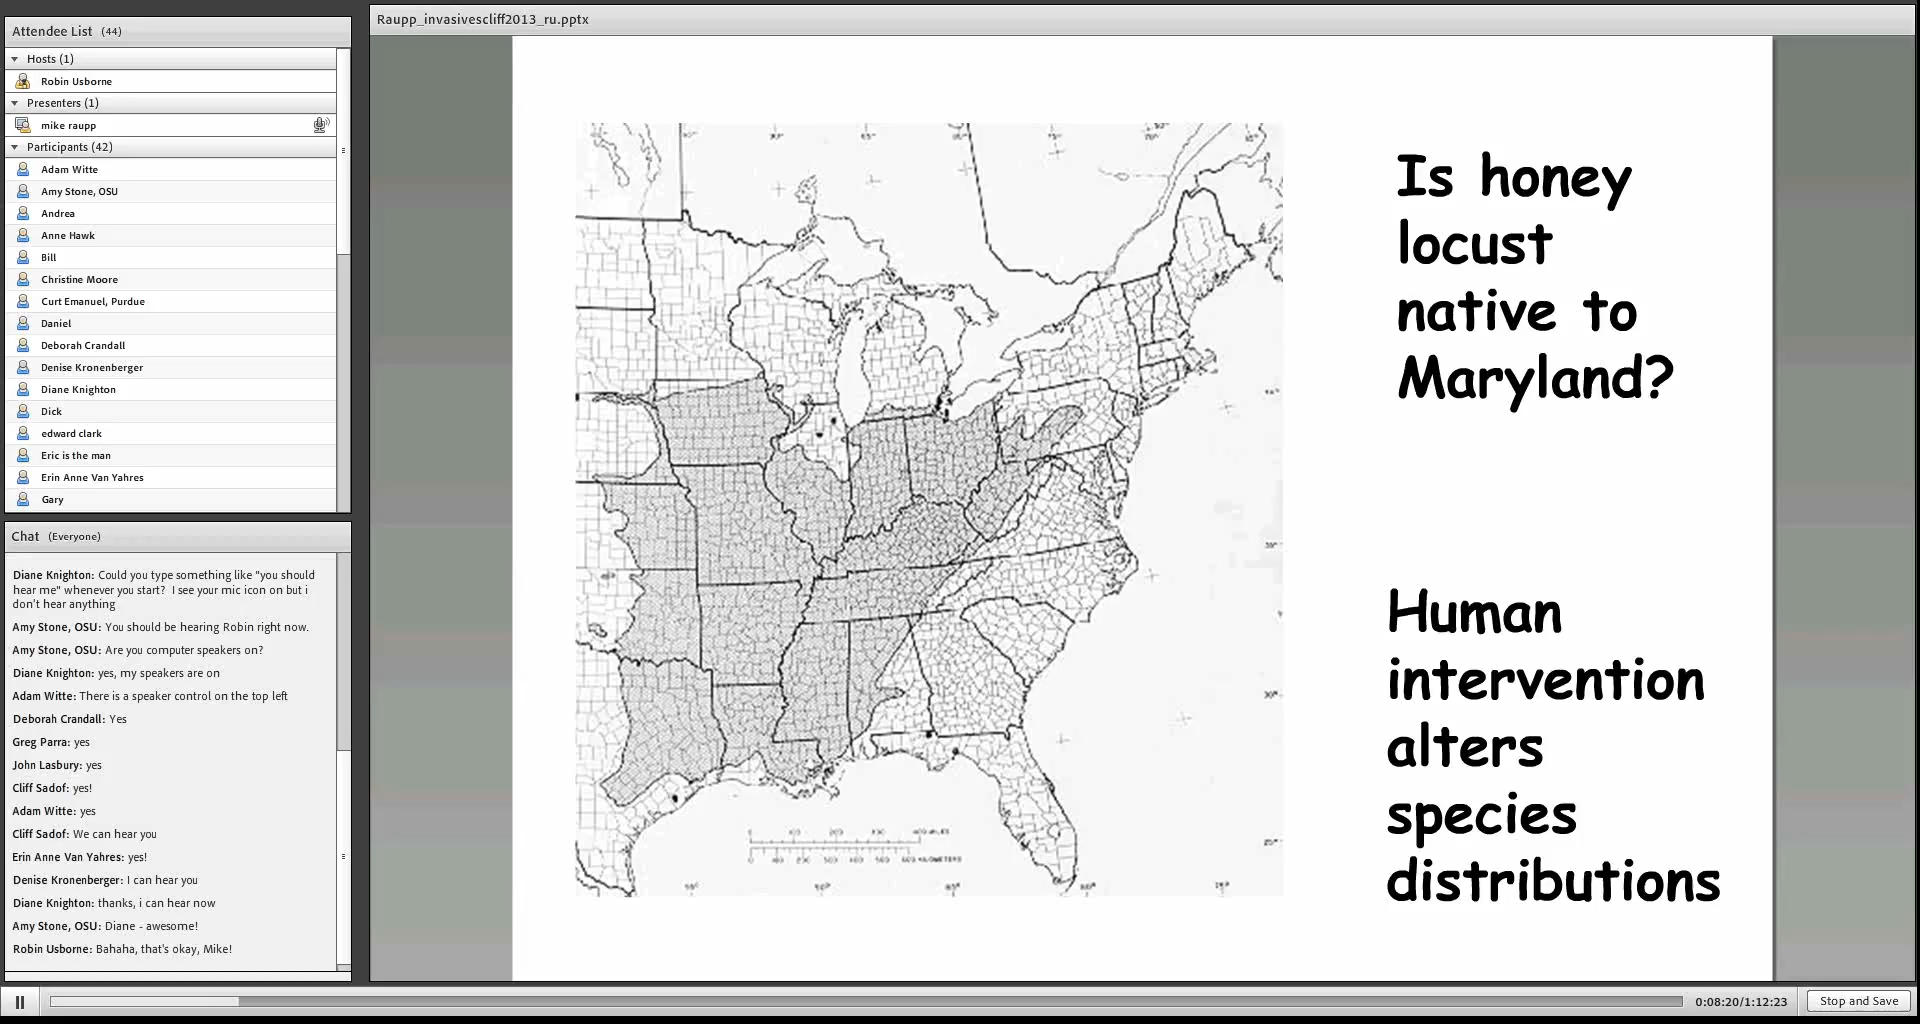 Attendee List (44)
Hosts (1)
Robin Usborne
Presenters (1)
mike raupp
Participants (42)
Adam Witte
Amy Stone, OSU
Andrea
Anne Hawk
Bill
Christine Moore
Curt Emanuel, Purdue
Daniel
Deborah Crandall
Denise Kronenberger
Diane Knighton
Dick
edward clark
Eric is the man
Erin Anne Van Yahres
Gary
Chat (Everyone)
Diane Knighton: Could you type something like "you should
hear me" whenever you start? I see your mic icon on but i
don't hear anything
Amy Stone, OSU: You should be hearing Robin right now.
Amy Stone, OSU: Are you computer speakers on?
Diane Knighton: yes, my speakers are on
Adam Witte: There is a speaker control on the top left
Deborah Crandall: Yes
Greg Parra: yes
John Lasbury: yes
Cliff Sadof: yes!
Adam Witte: yes
Cliff Sadof: We can hear you
Erin Anne Van Yahres: yes!
Denise Kronenberger: I can hear you
Diane Knighton: thanks, i can hear now
Amy Stone, OSU: Diane - awesome!
Robin Usborne: Bahaha, that's okay, Mike!
Raupp_invasivescliff2013_ru.pptx
Is honey
locust
native to
Maryland?
Human
intervention
alters
species
distributions
0:08:20/1:12:23
Stop and Save